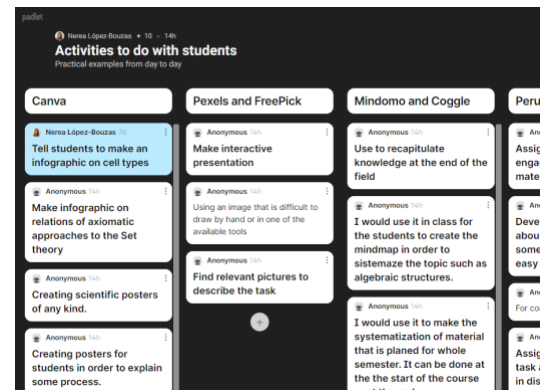 padlet
Nerea López-Bouzas + 10 · 14h
Activities to do with students
Practical examples from day to day
Canva
Nerea López-Bouzas 7d
Tell students to make an
infographic on cell types
Anonymous 14h
Make infographic on
relations of axiomatic
approaches to the Set
theory
Anonymous 14h
Creating scientific posters
of any kind.
Anonymous 14h
Creating posters for
students in order to explain
some process.
Pexels and FreePick
Anonymous 14h
Make interactive
presentation
Anonymous 14h
Using an image that is difficult to
draw by hand or in one of the
available tools
Anonymous 14h
Find relevant pictures to
describe the task
Mindomo and Coggle
Anonymous 14h
Use to recapitulate
knowledge at the end of the
field
Anonymous 14h
I would use it in class for
the students to create the
mindmap in order to
sistemaze the topic such as
algebraic structures.
Anonymous 14h
I would use it to make the
systematization of material
that is planed for whole
semester. It can be done at
the the start of the course
Peru
An
Assig
enga
mate
An
Deve
abou
some
easy
An
For co
An
Assig
task a
in dis